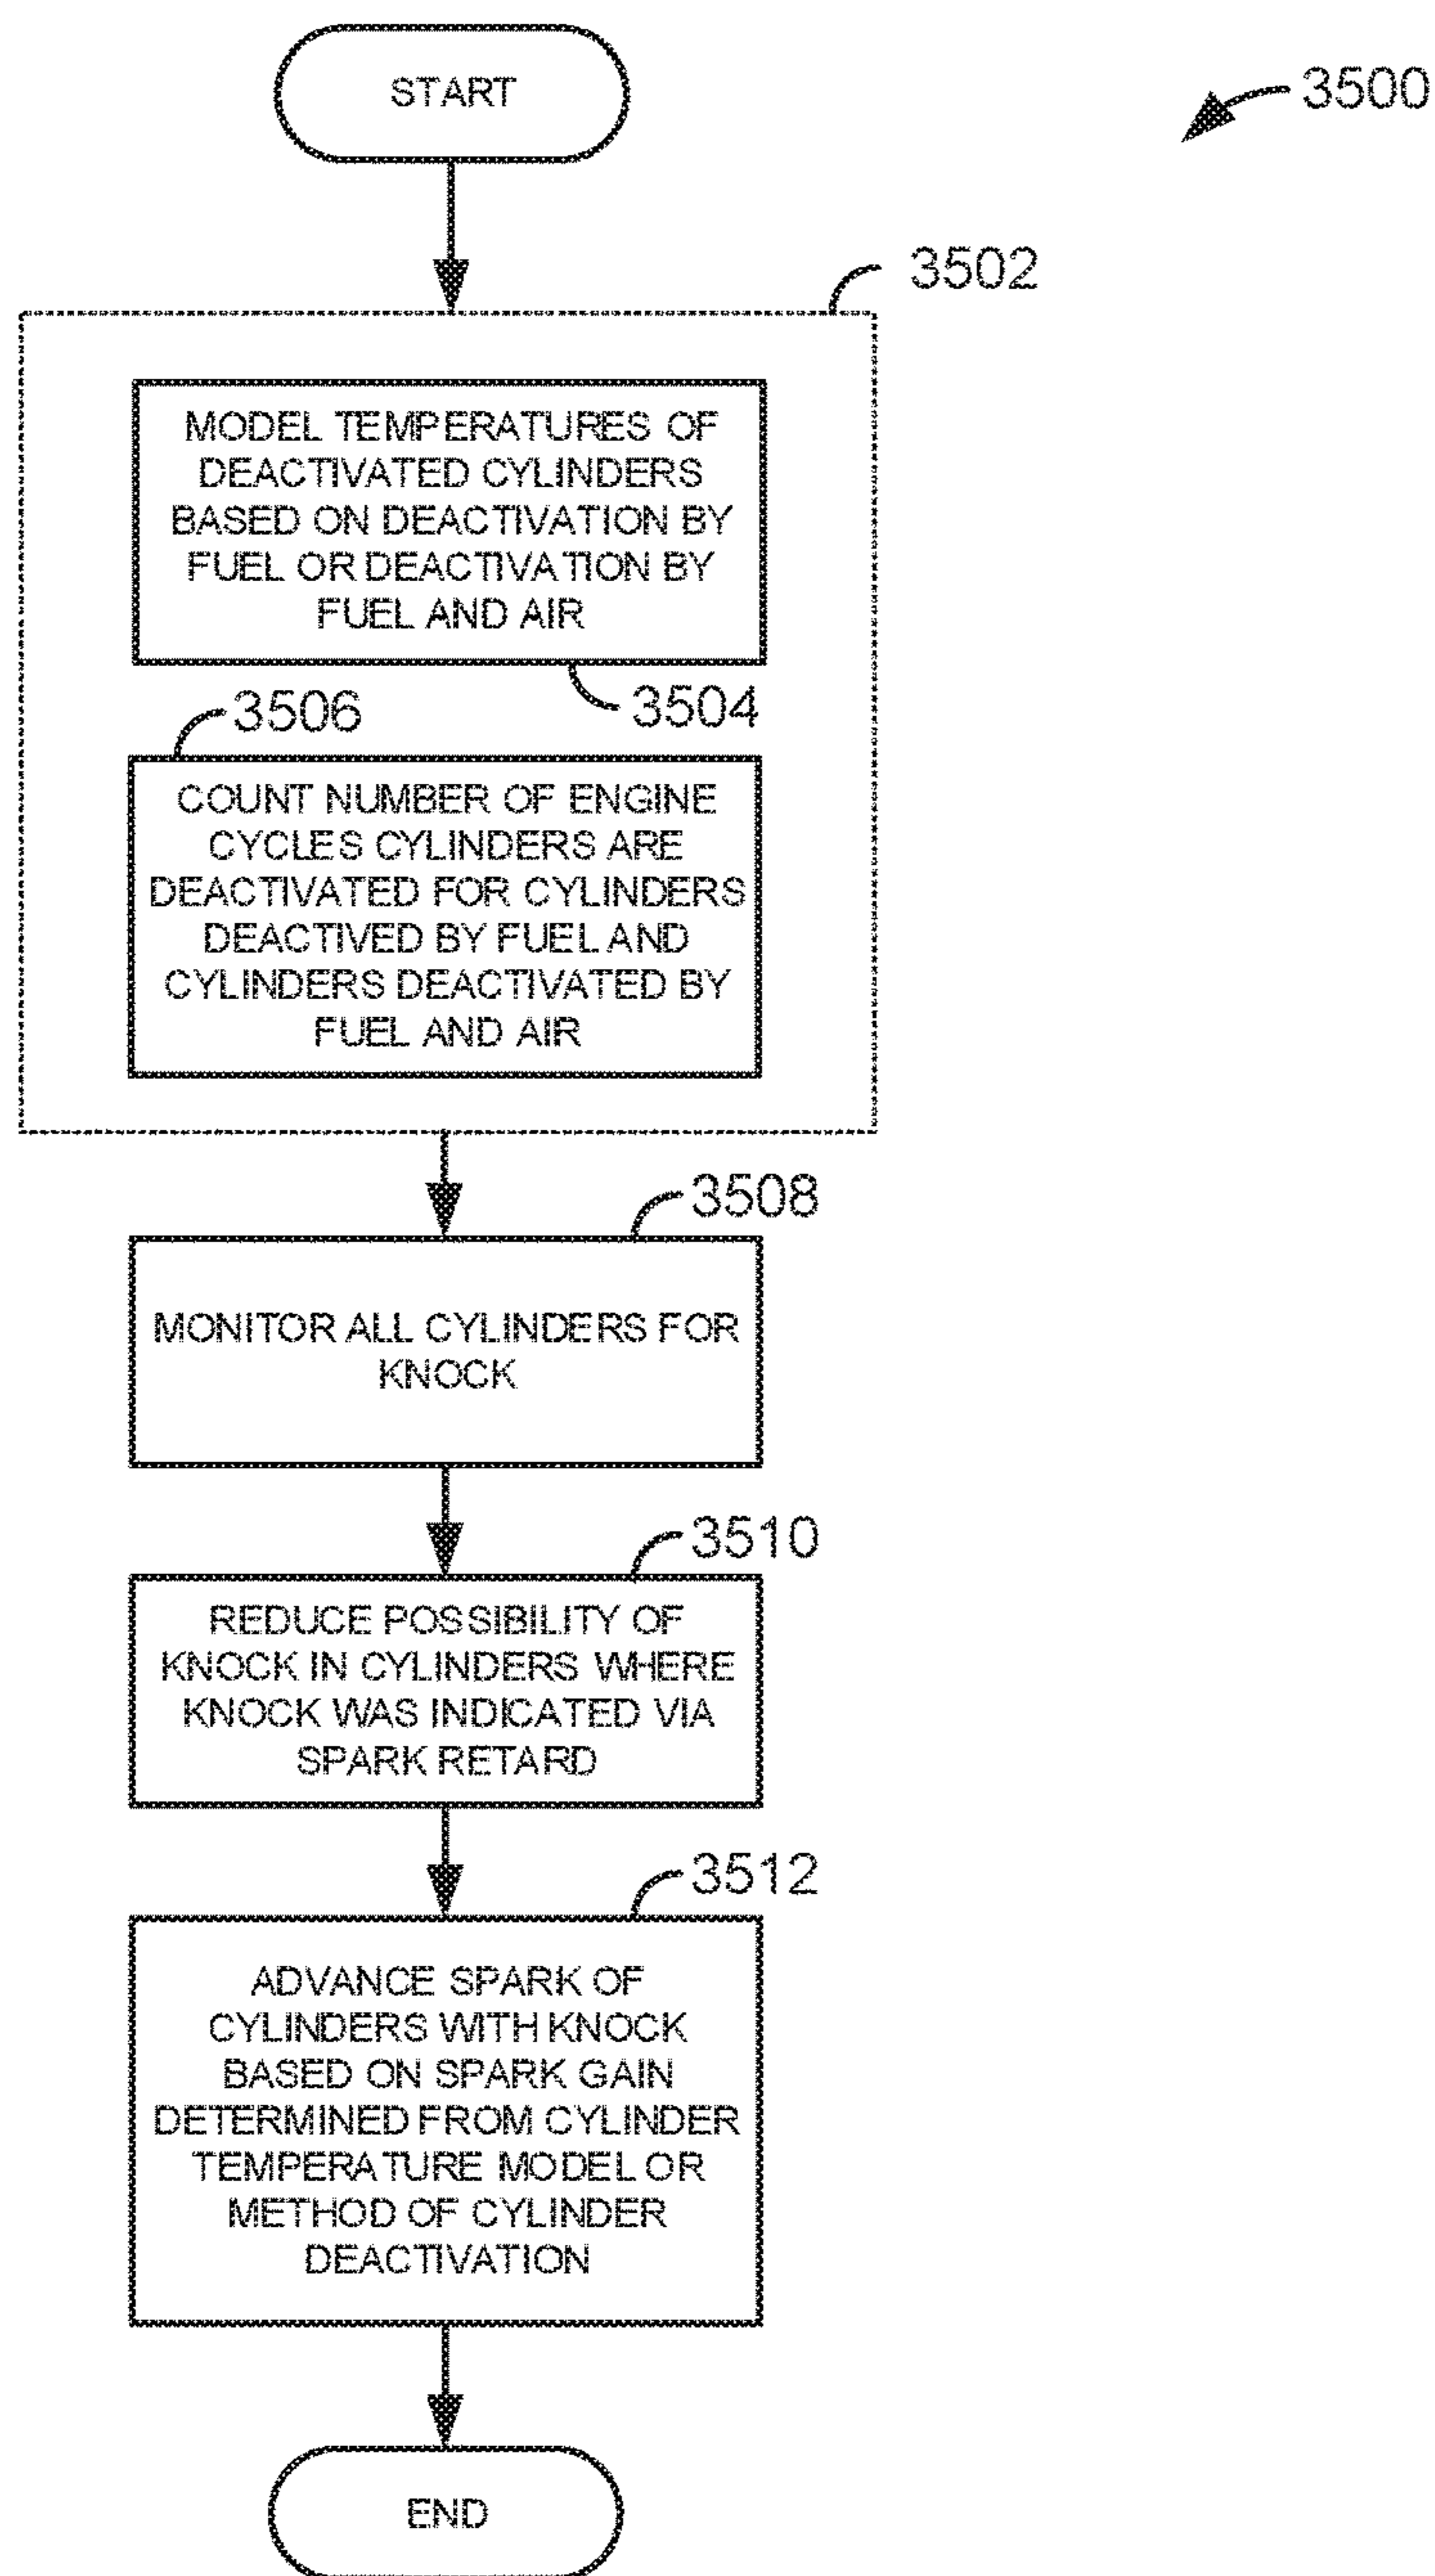 START
3500
3502
MODEL TEMPERATURES OF
DEACTIVATED CYLINDERS
BASED ON DEACTIVATION BY
FUEL OR DEACTIVATION BY
FUEL AND AIR
3504
3506
COUNT NUMBER OF ENGINE
CYCLES CYLINDERS ARE
DEACTIVATED FOR CYLINDERS
DEACTIVED BY FUEL AND
CYLINDERS DEACTIVATED BY
FUEL AND AIR
3508
MONITOR ALL CYLINDERS FOR
KNOCK
3510
REDUCE POSSIBILITY OF
KNOCK IN CYLINDERS WHERE
KNOCK WAS INDICATED VIA
SPARK RETARD
3512
ADVANCE SPARK OF
CYLINDERS WITH KNOCK
BASED ON SPARK GAIN
DETERMINED FROM CYLINDER
TEMPERATURE MODEL OR
METHOD OF CYLINDER
DEACTIVATION
END